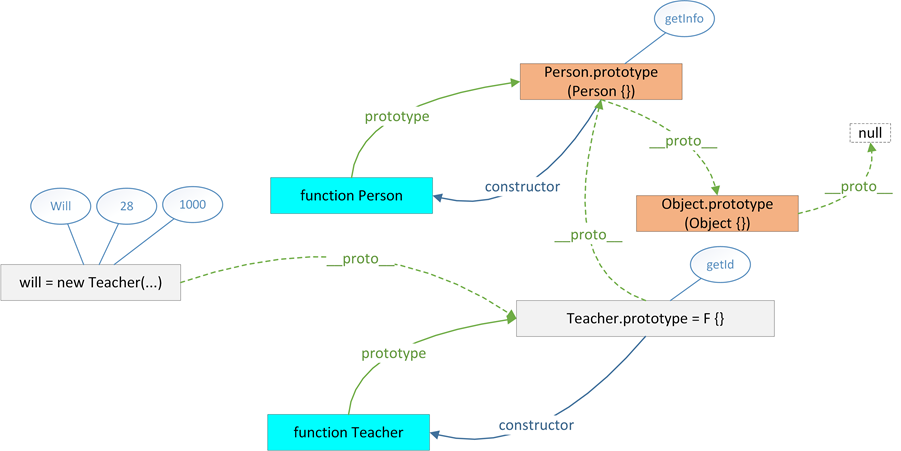 getInfo
Person.prototype
(Person {})
prototype
null
__proto__
function Person
constructor
__proto__
Will
28
1000
Object.prototype
(Object {})
__proto__
getId
will = new Teacher(...)
__proto__
Teacher.prototype = F {}
prototype
constructor
function Teacher